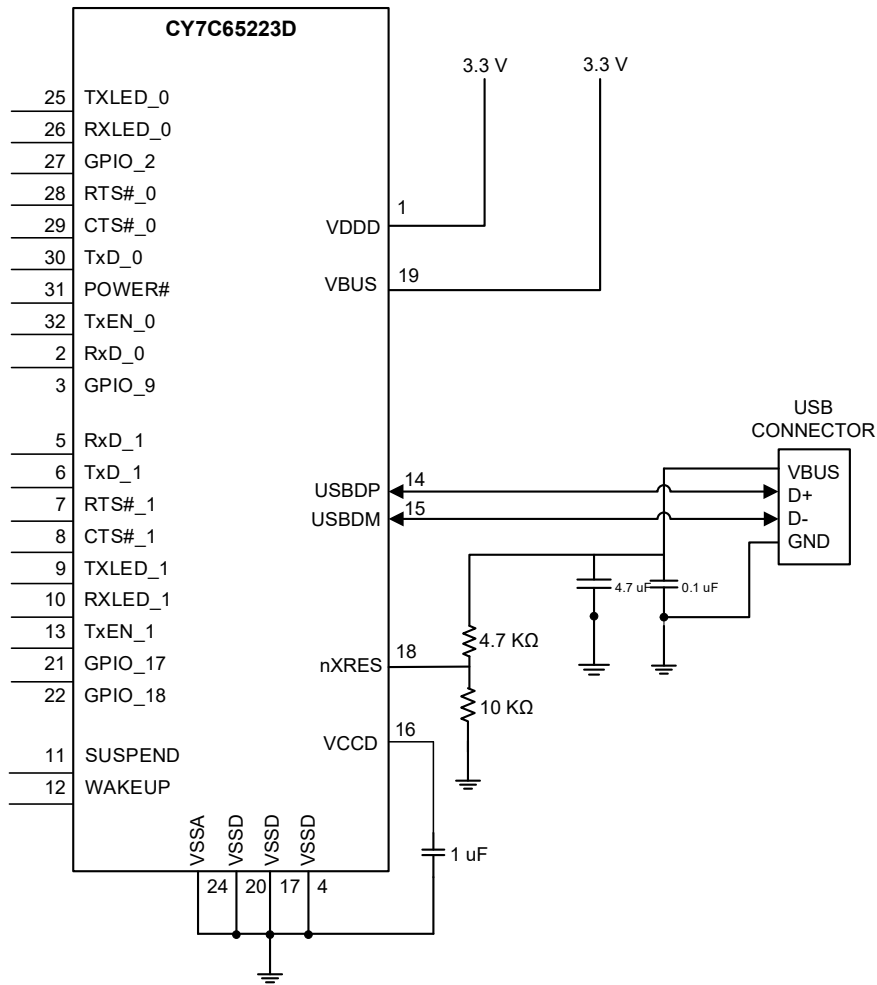 CY7C65223D
3.3 V
3.3 V
25 TXLED_0
26 RXLED_0
27 GPIO_2
28 RTS#_0
29 CTS#_0
30 TxD_0
31 POWER#
32 TxEN_0
2 RxD_0
3 GPIO_9
5 RxD_1
6 TxD_1
7 RTS#_1
8 CTS#_1
9 TXLED_1
10 RXLED_1
13 TxEN_1
21 GPIO_17
22 GPIO_18
11 SUSPEND
12 WAKEUP
VDDD 1
VBUS 19
USBDP 14
USBDM 15
nXRES 18
VCCD 16
USB
CONNECTOR
VBUS
D+
D-
GND
4.7 uF
0.1 uF
4.7 KΩ
10 KΩ
1 uF
VSSA
VSSD
VSSD
VSSD
24 20 17 4